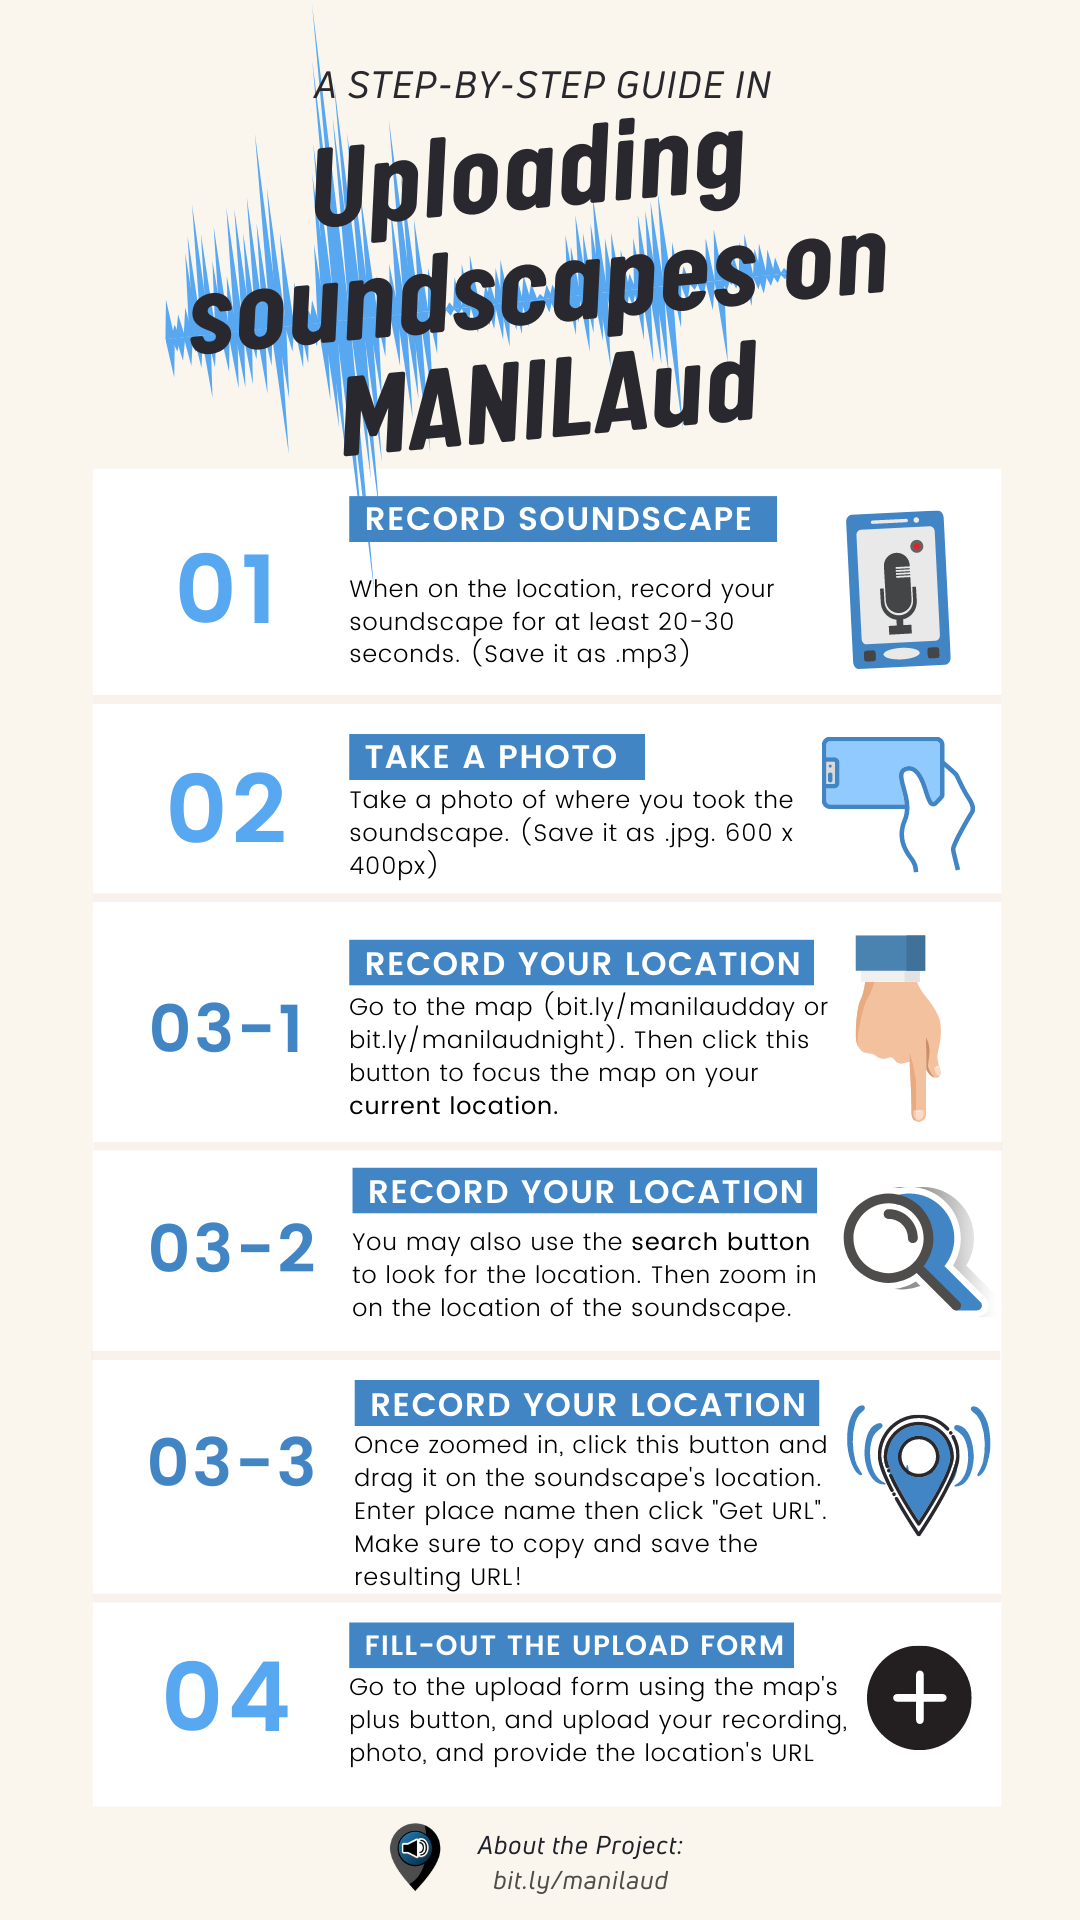 A STEP-BY-STEP GUIDE IN
Uploading
soundscapes on
MANILAud
01
RECORD SOUNDSCAPE
When on the location, record your
soundscape for at least 20-30
seconds. (Save it as .mp3)
02
TAKE A PHOTO
Take a photo of where you took the
soundscape. (Save it as .jpg. 600 x
400px)
03-1
RECORD YOUR LOCATION
Go to the map (bit.ly/manilaudday or
bit.ly/manilaudnight). Then click this
button to focus the map on your
current location.
03-2
RECORD YOUR LOCATION
You may also use the search button
to look for the location. Then zoom in
on the location of the soundscape.
03-3
RECORD YOUR LOCATION
Once zoomed in, click this button and
drag it on the soundscape's location.
Enter place name then click "Get URL".
Make sure to copy and save the
resulting URL!
04
FILL-OUT THE UPLOAD FORM
Go to the upload form using the map's
plus button, and upload your recording,
photo, and provide the location's URL
About the Project:
bit.ly/manilaud